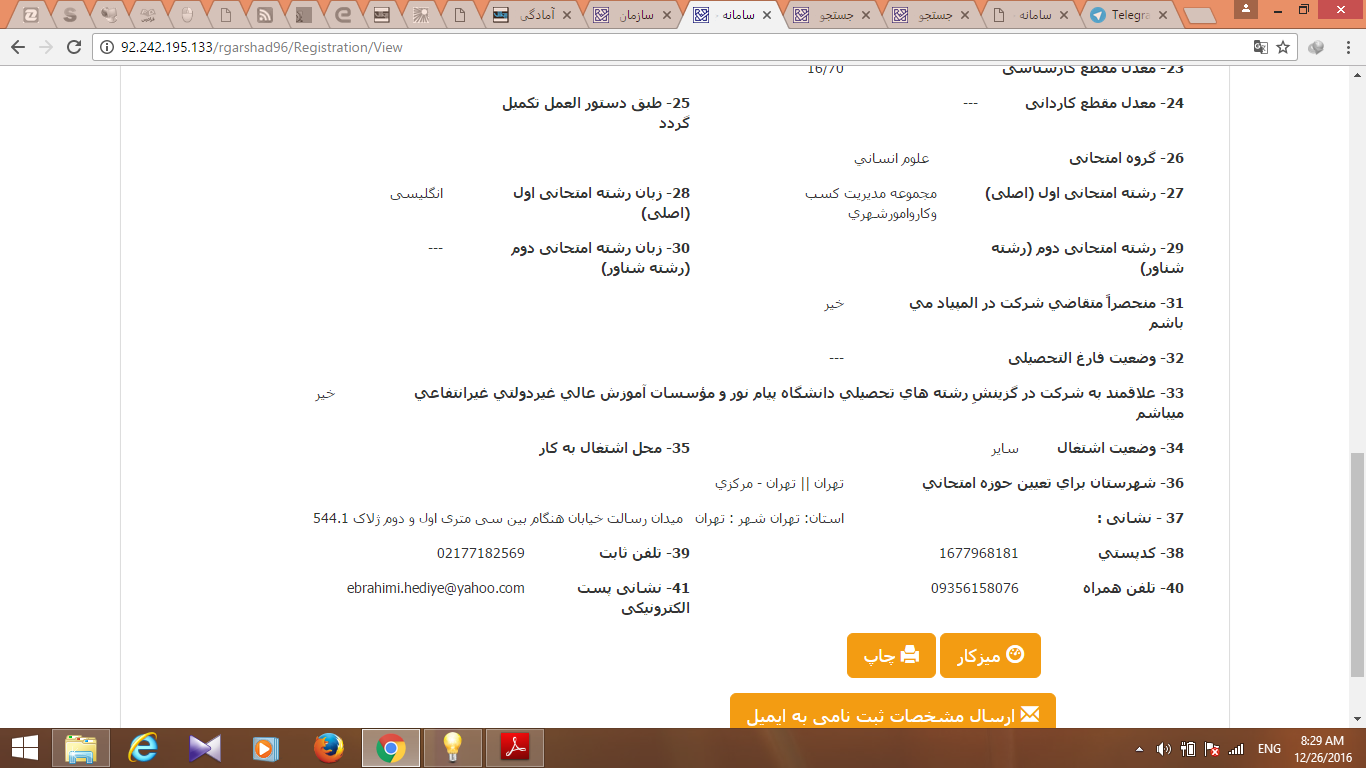 آمادگی
سازمان
سامانه
جستجو
جستجو
سامانه
Telegra
92.242.195.133/rgarshad96/Registration/View
23- معدل مقطع کارشناسی 16/70
24- معدل مقطع کاردانی ---
25- طبق دستور العمل تکمیل
گردد
26- گروه امتحانی علوم انساني
27- رشته امتحانی اول (اصلی) مجموعه مديريت كسب
وكاروامورشهري
28- زبان رشته امتحانی اول انگلیسی
(اصلی)
29- رشته امتحانی دوم (رشته
شناور)
30- زبان رشته امتحانی دوم ---
(رشته شناور)
31- منحصراً متقاضي شرکت در المپياد مي خیر
باشم
32- وضعیت فارغ التحصیلی ---
33- علاقمند به شرکت در گزینشِ رشته هاي تحصيلي دانشگاه پيام نور و مؤسسات آموزش عالي غيردولتي غيرانتفاعي خیر
ميباشم
34- وضعیت اشتغال سایر
35- محل اشتغال به کار
36- شهرستان براي تعيين حوزه امتحاني تهران || تهران - مركزي
37 - نشانی : استان: تهران شهر : تهران میدان رسالت خیابان هنگام بین سی متری اول و دوم ژلاک 544.1
38- کدپستي 1677968181
39- تلفن ثابت 02177182569
40- تلفن همراه 09356158076
41- نشانی پست ebrahimi.hediye@yahoo.com
الکترونیکی
میزکار
چاپ
ارسال مشخصات ثبت نامی به ایمیل
ENG
8:29 AM
12/26/2016